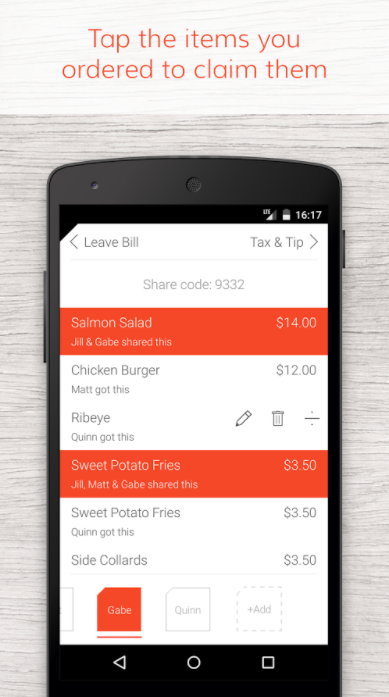 Tap the items you
ordered to claim them
LTE 16:17
Leave Bill Tax & Tip
Share code: 9332
Salmon Salad $14.00
Jill & Gabe shared this
Chicken Burger $12.00
Matt got this
Ribeye
Quinn got this
Sweet Potato Fries $3.50
Jill, Matt & Gabe shared this
Sweet Potato Fries $3.50
Quinn got this
Side Collards $3.50
Gabe Quinn +Add